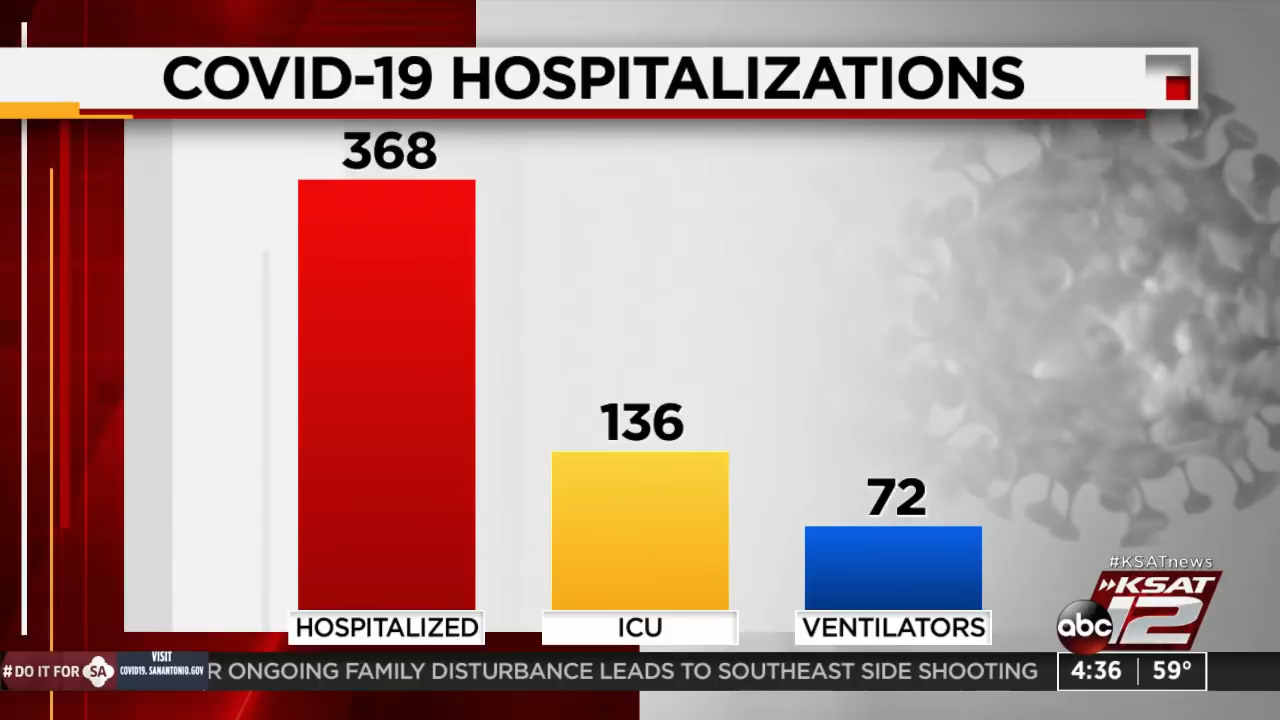 COVID-19 HOSPITALIZATIONS
368
136
72
HOSPITALIZED
ICU
VENTILATORS
#KSATnews
KSAT
abc 12
#DO IT FOR SA
VISIT
COVID19.SANANTONIO.GOV
R ONGOING FAMILY DISTURBANCE LEADS TO SOUTHEAST SIDE SHOOTING
4:36 59°